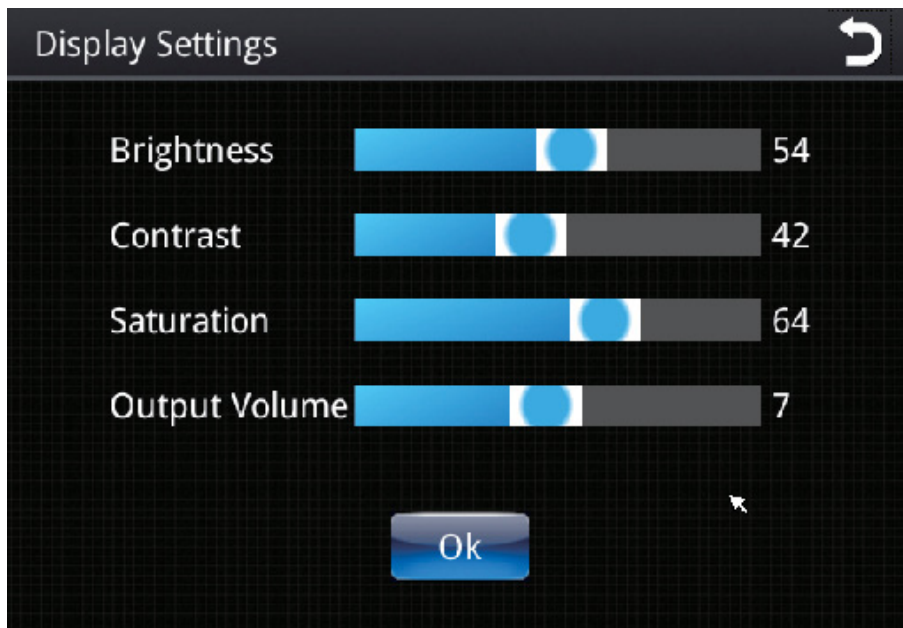 Display Settings
Brightness 54
Contrast 42
Saturation 64
Output Volume 7
Ok